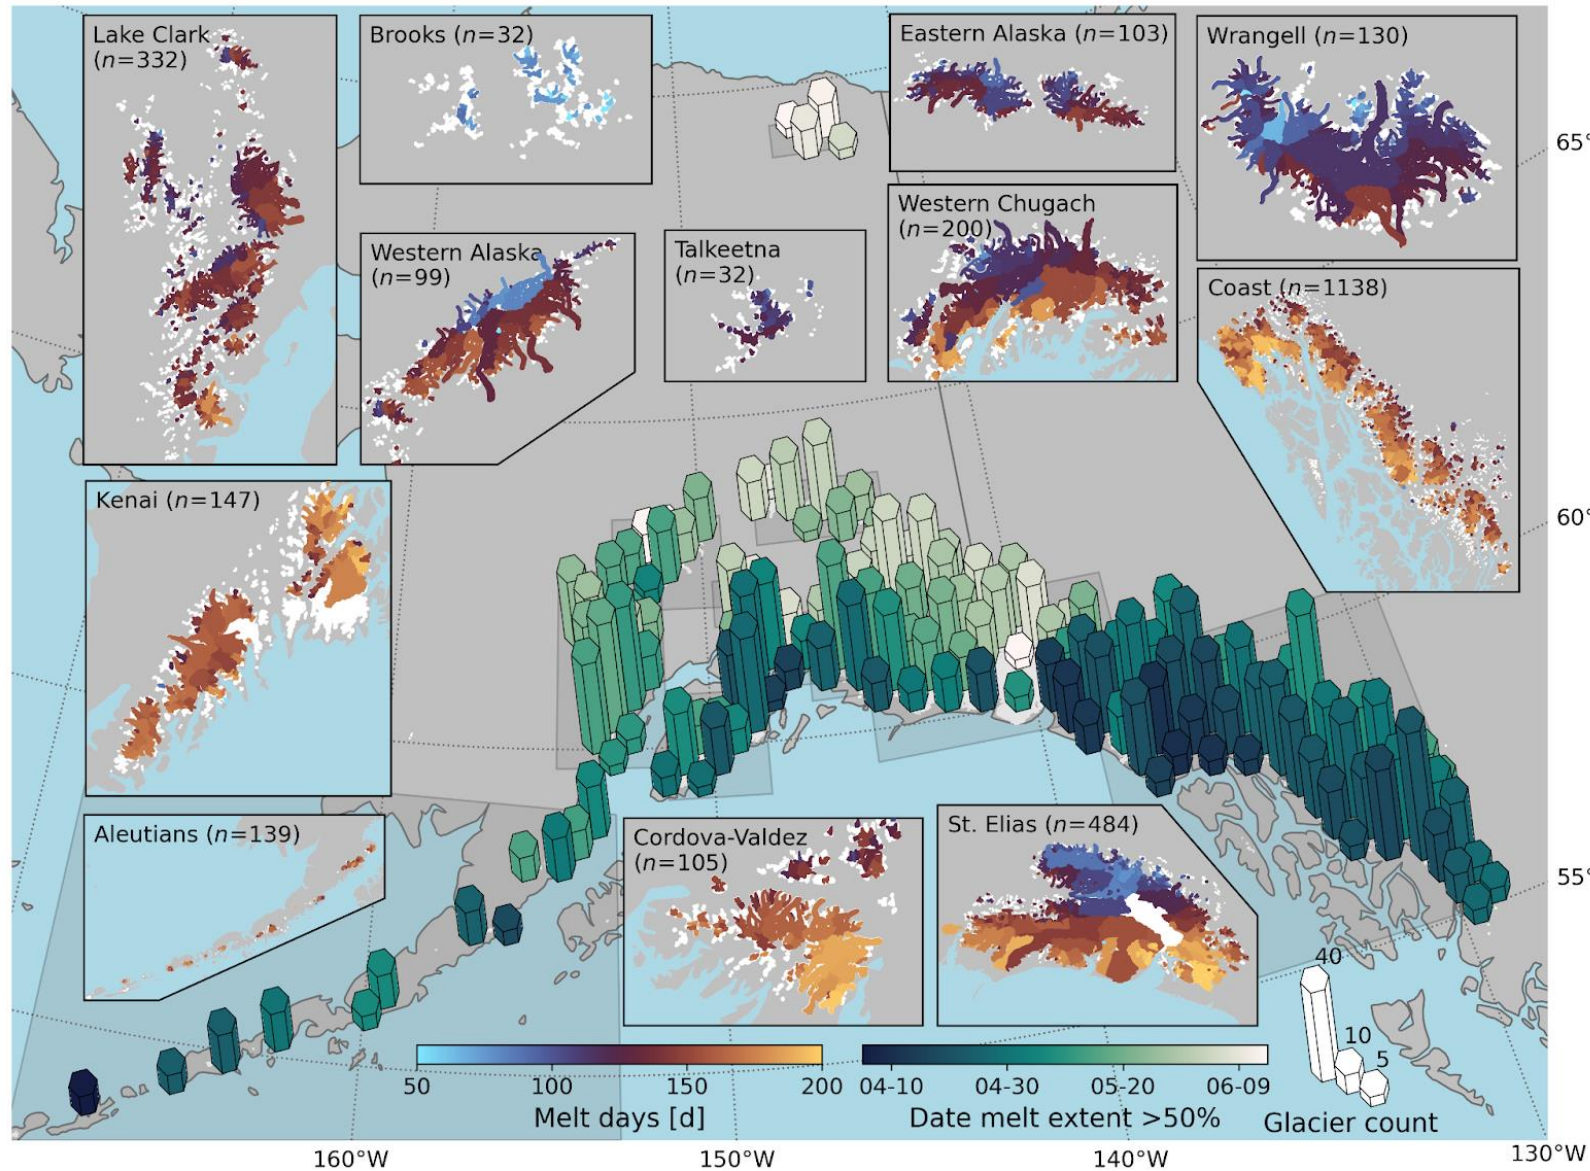 Lake Clark
(n=332)
Brooks (n=32)
Eastern Alaska (n=103)
Wrangell (n=130)
65°
Western Chugach
(n=200)
Western Alaska
(n=99)
Talkeetna
(n=32)
Coast (n=1138)
Kenai (n=147)
60°
Aleutians (n=139)
Cordova-Valdez
(n=105)
St. Elias (n=484)
55°
40
10
5
50 100 150 200
Melt days [d]
04-10 04-30 05-20 06-09
Date melt extent >50%
Glacier count
160°W 150°W 140°W 130°W